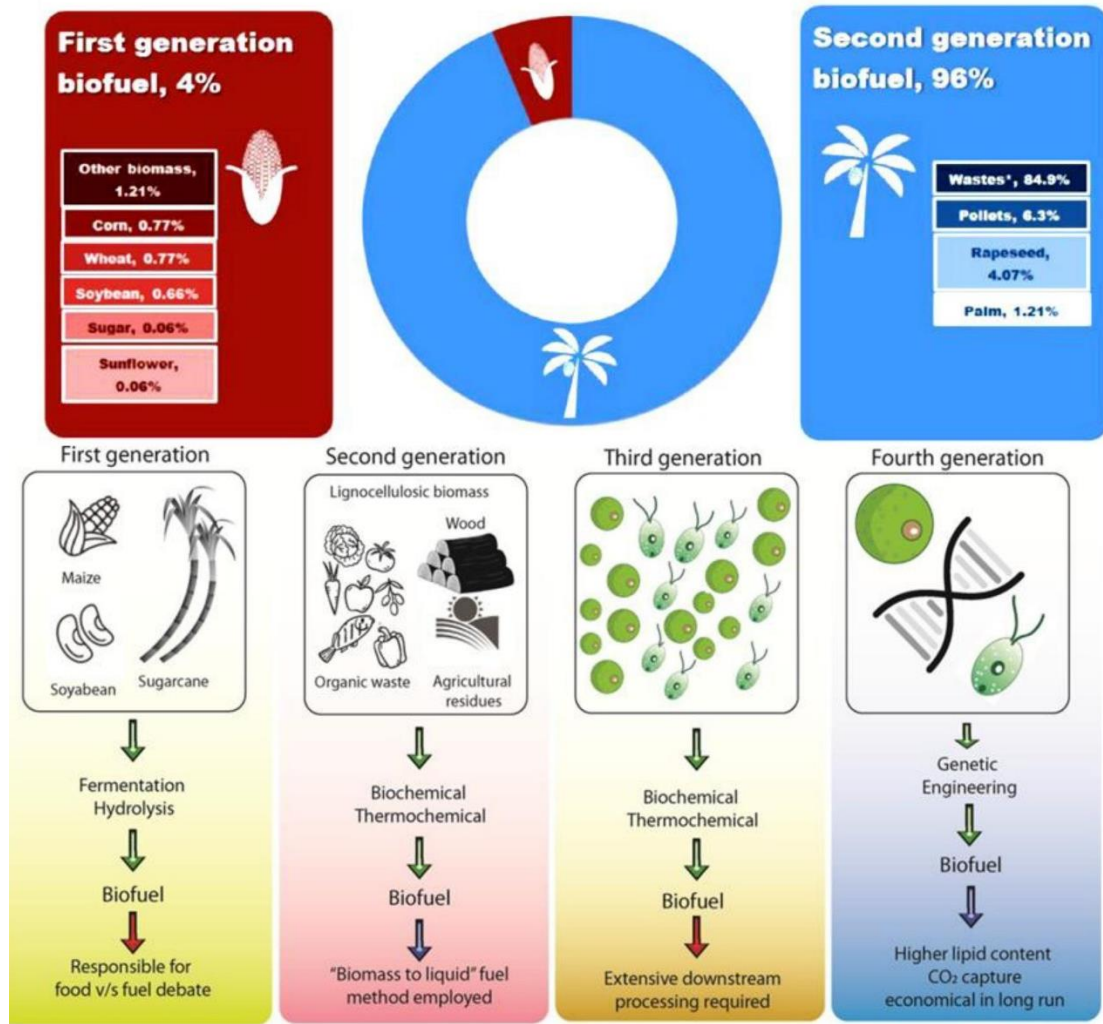 First generation
biofuel, 4%
Other biomass,
1.21%
Corn, 0.77%
Wheat, 0.77%
Soybean, 0.66%
Sugar, 0.06%
Sunflower,
0.06%
Second generation
biofuel, 96%
Wastes*, 84.9%
Pollets, 6.3%
Rapeseed,
4.07%
Palm, 1.21%
First generation
Maize
Soyabean
Sugarcane
Fermentation
Hydrolysis
Biofuel
Responsible for
food v/s fuel debate
Second generation
Lignocellulosic biomass
Wood
Organic waste
Agricultural
residues
Biochemical
Thermochemical
Biofuel
"Biomass to liquid" fuel
method employed
Third generation
Biochemical
Thermochemical
Biofuel
Extensive downstream
processing required
Fourth generation
Genetic
Engineering
Biofuel
Higher lipid content
CO₂ capture
economical in long run